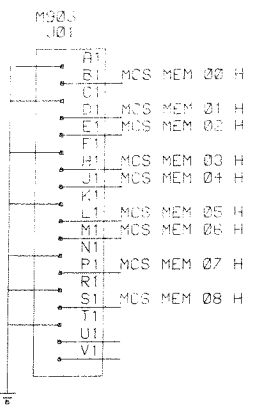 M903
J01
A1
B1 MCS MEM 00 H
C1
D1 MCS MEM 01 H
E1 MCS MEM 02 H
F1
H1 MCS MEM 03 H
J1 MCS MEM 04 H
K1
L1 MCS MEM 05 H
M1 MCS MEM 06 H
N1
P1 MCS MEM 07 H
R1
S1 MCS MEM 08 H
T1
U1
V1